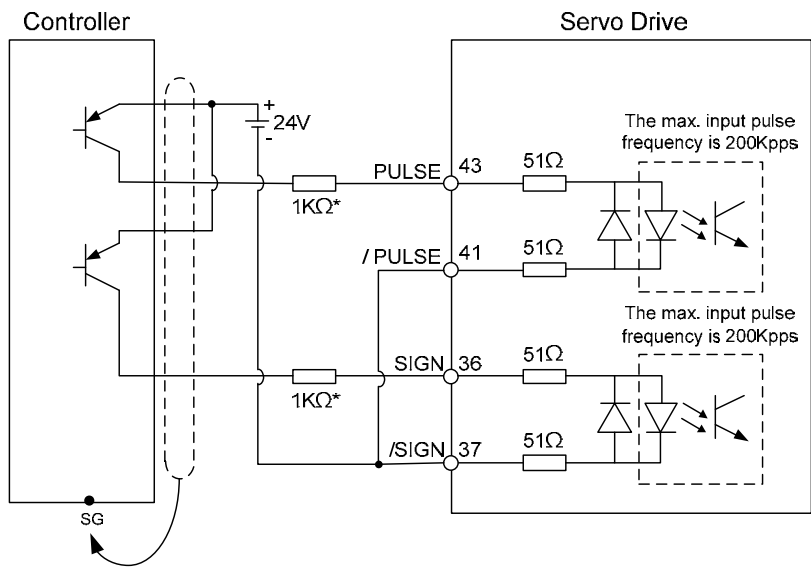 Controller
Servo Drive
+
24V
-
The max. input pulse
frequency is 200Kpps
PULSE
43
51Ω
1KΩ*
/ PULSE
41
51Ω
The max. input pulse
frequency is 200Kpps
SIGN
36
51Ω
1KΩ*
/SIGN
37
51Ω
SG